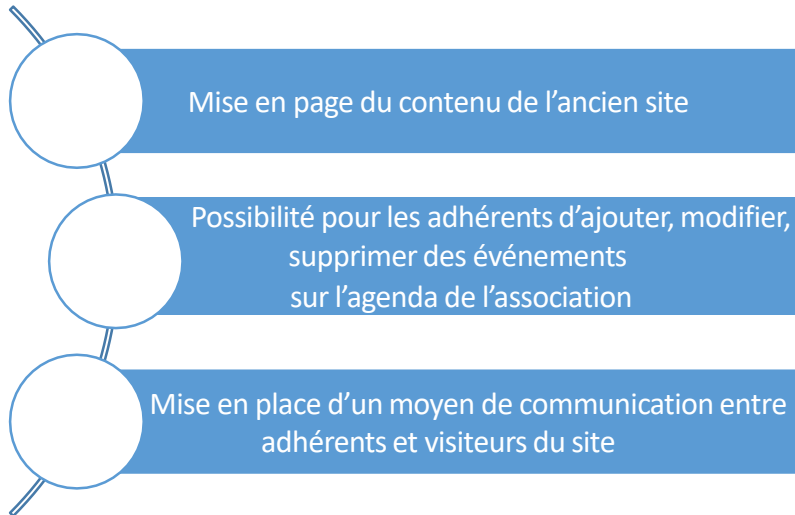 Mise en page du contenu de l’ancien site
Possibilité pour les adhérents d’ajouter, modifier,
supprimer des événements
sur l’agenda de l’association
Mise en place d’un moyen de communication entre
adhérents et visiteurs du site